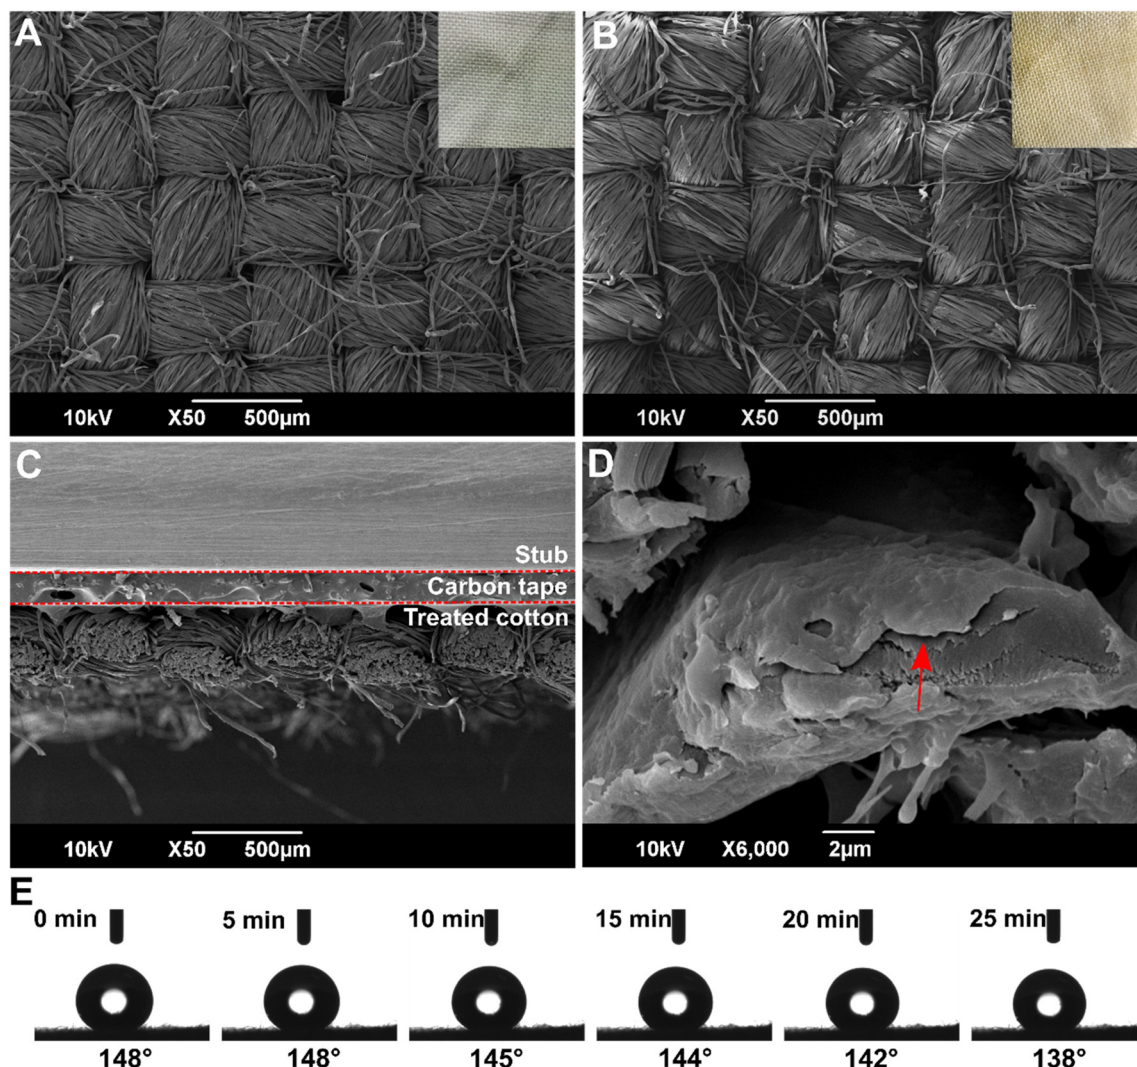 A
B
10kV X50 500µm
10kV X50 500µm
C
Stub
Carbon tape
Treated cotton
10kV X50 500µm
D
10kV X6,000 2µm
E
0 min 5 min 10 min 15 min 20 min 25 min
148° 148° 145° 144° 142° 138°